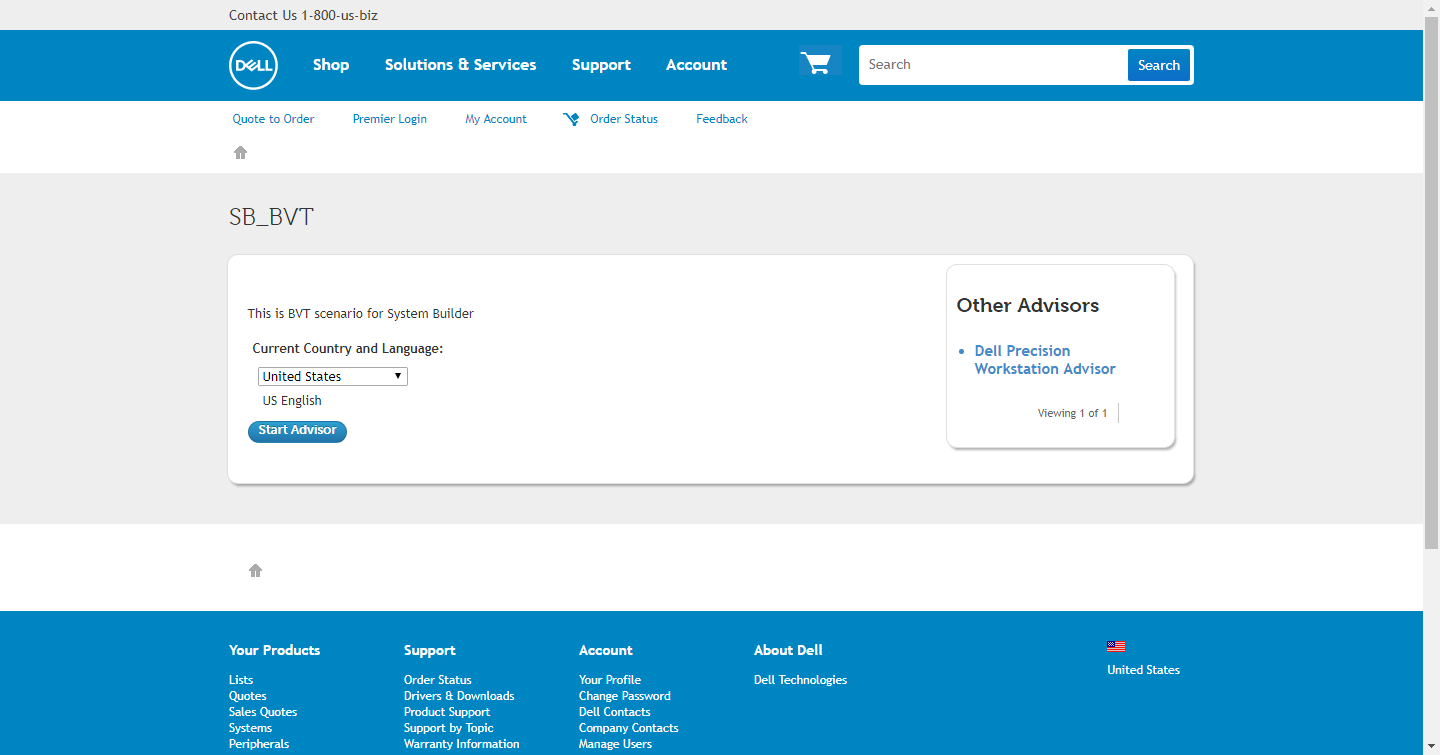 Contact Us 1-800-us-biz
DELL
Shop
Solutions & Services
Support
Account
Search
Search
Quote to Order
Premier Login
My Account
Order Status
Feedback
SB_BVT
This is BVT scenario for System Builder
Current Country and Language:
United States
US English
Start Advisor
Other Advisors
Dell Precision
Workstation Advisor
Viewing 1 of 1
Your Products
Lists
Quotes
Sales Quotes
Systems
Peripherals
Support
Order Status
Drivers & Downloads
Product Support
Support by Topic
Warranty Information
Account
Your Profile
Change Password
Dell Contacts
Company Contacts
Manage Users
About Dell
Dell Technologies
United States